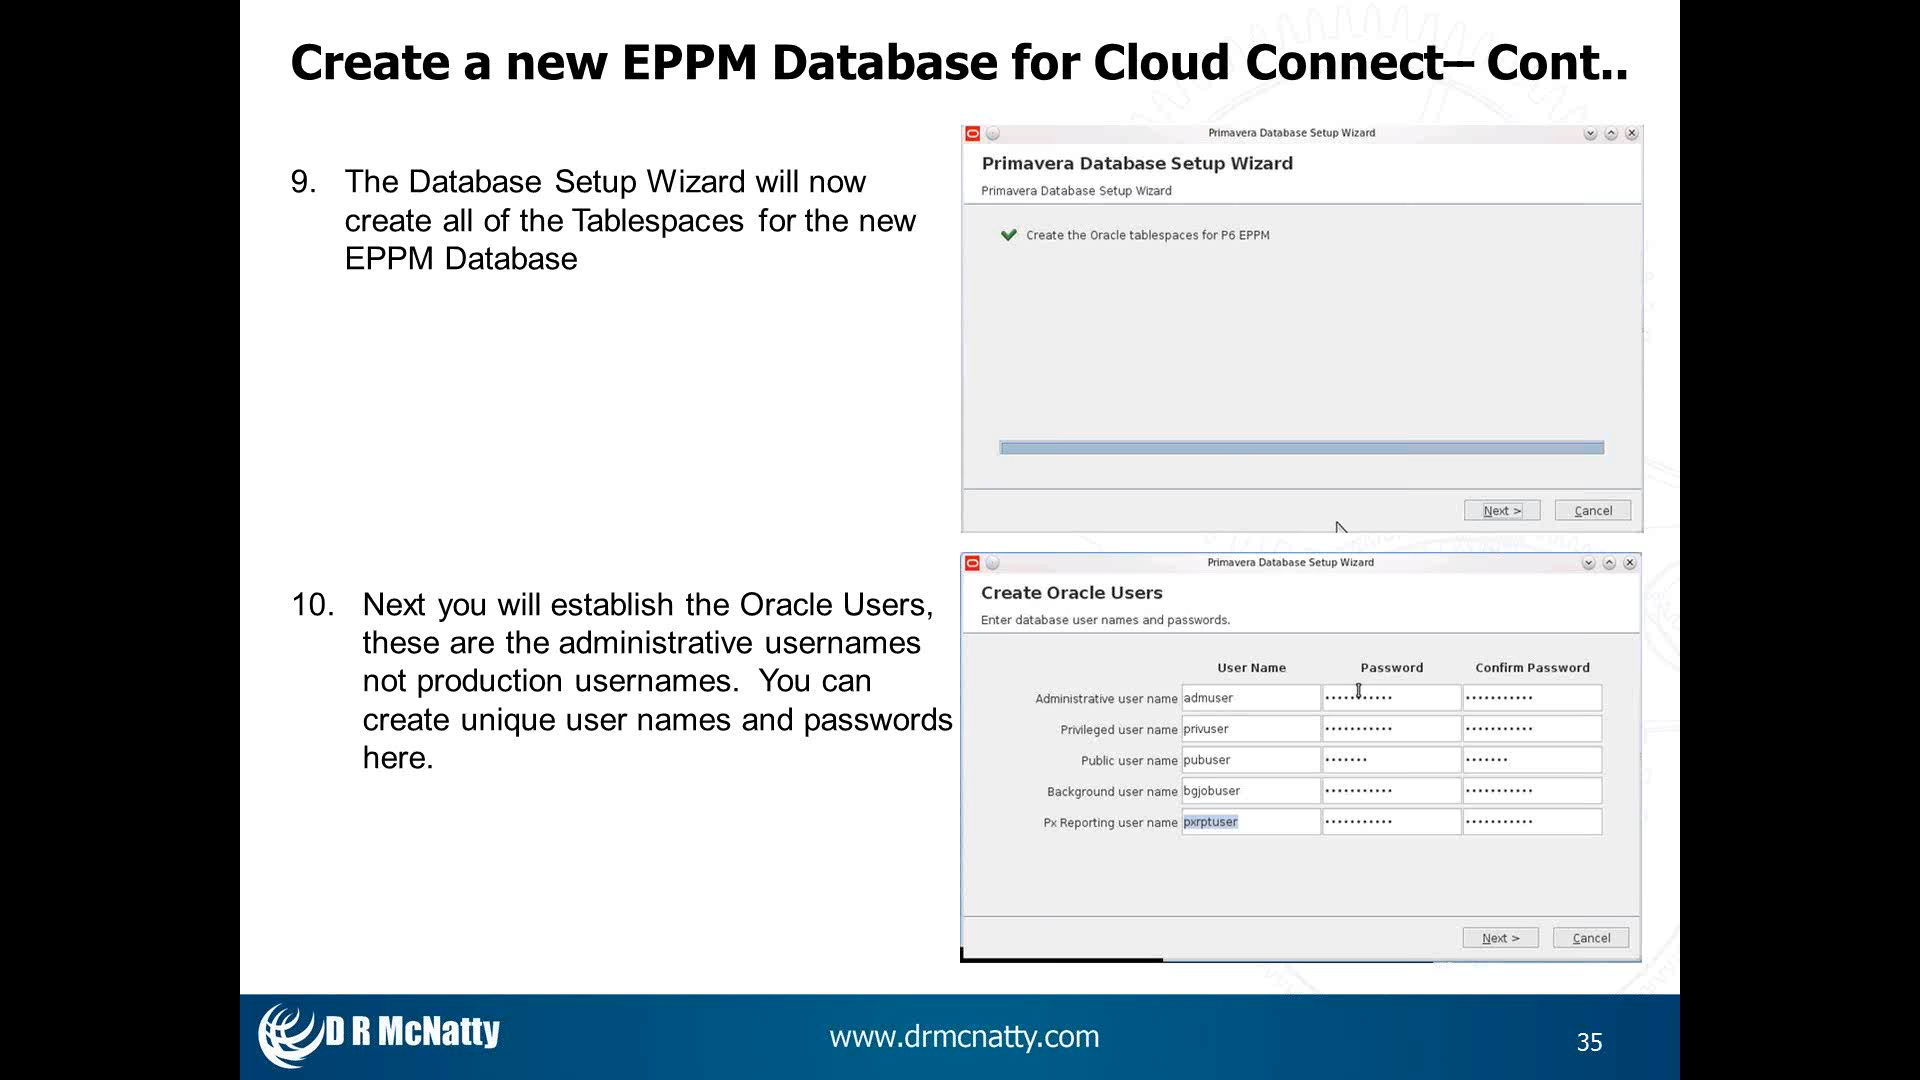 Create a new EPPM Database for Cloud Connect– Cont..
9. The Database Setup Wizard will now
create all of the Tablespaces for the new
EPPM Database
Primavera Database Setup Wizard
Primavera Database Setup Wizard
Primavera Database Setup Wizard
Create the Oracle tablespaces for P6 EPPM
Next >
Cancel
10. Next you will establish the Oracle Users,
these are the administrative usernames
not production usernames. You can
create unique user names and passwords
here.
Primavera Database Setup Wizard
Create Oracle Users
Enter database user names and passwords.
User Name Password Confirm Password
Administrative user name admuser ••••••••••• •••••••••••
Privileged user name privuser ••••••••••• •••••••••••
Public user name pubuser ••••••• •••••••
Background user name bgjobuser ••••••••••• •••••••••••
Px Reporting user name pxrptuser ••••••••••• •••••••••••
Next >
Cancel
D R McNatty
www.drmcnatty.com
35